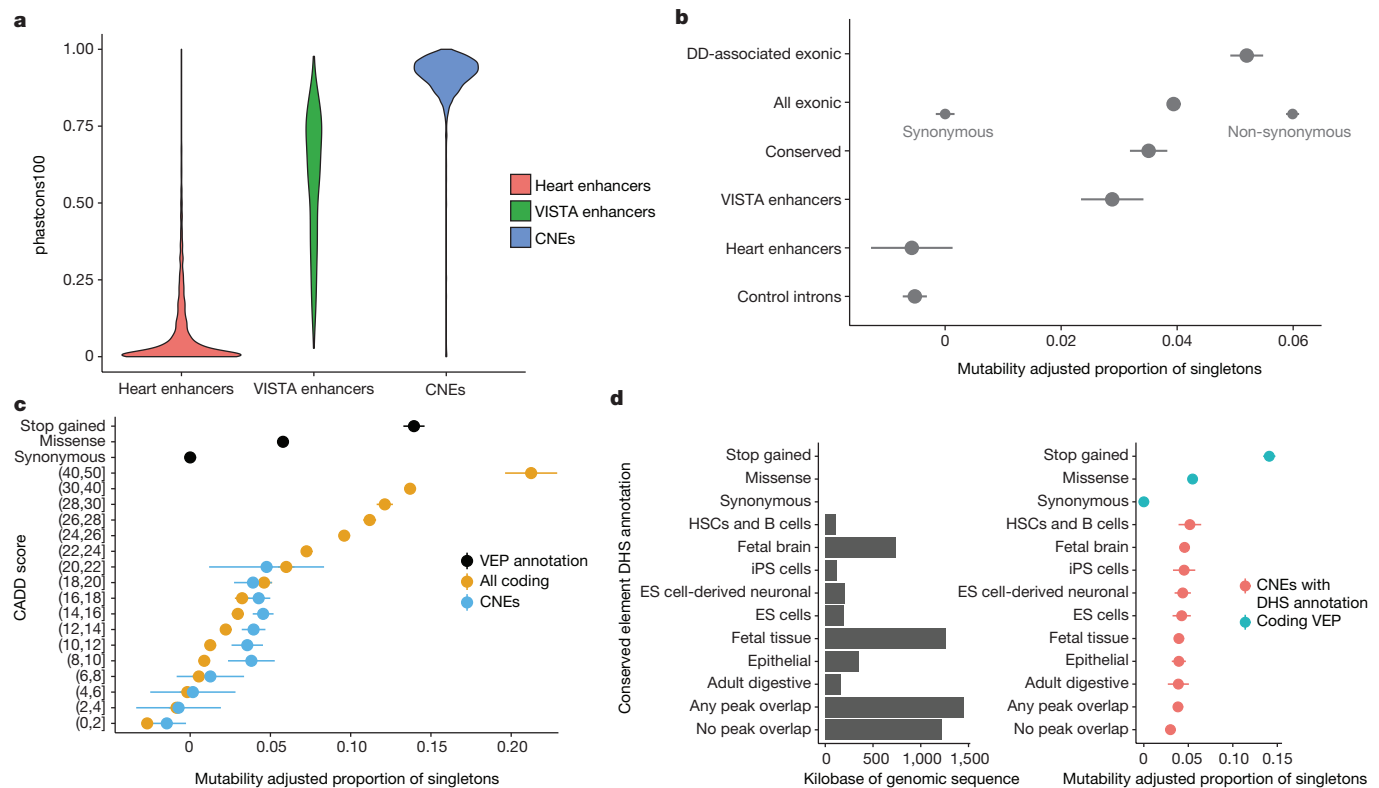 a
1.00
0.75
0.50
0.25
0
phastcons100
Heart enhancers
VISTA enhancers
CNEs
Heart enhancers
VISTA enhancers
CNEs
b
DD-associated exonic
All exonic
Conserved
VISTA enhancers
Heart enhancers
Control introns
Synonymous
Non-synonymous
0
0.02
0.04
0.06
Mutability adjusted proportion of singletons
c
CADD score
Stop gained
Missense
Synonymous
(40,50]
(30,40]
(28,30]
(26,28]
(24,26]
(22,24]
(20,22]
(18,20]
(16,18]
(14,16]
(12,14]
(10,12]
(8,10]
(6,8]
(4,6]
(2,4]
(0,2]
VEP annotation
All coding
CNEs
0
0.05
0.10
0.15
0.20
Mutability adjusted proportion of singletons
d
Conserved element DHS annotation
Stop gained
Missense
Synonymous
HSCs and B cells
Fetal brain
iPS cells
ES cell-derived neuronal
ES cells
Fetal tissue
Epithelial
Adult digestive
Any peak overlap
No peak overlap
0
500
1,000
1,500
Kilobase of genomic sequence
Stop gained
Missense
Synonymous
HSCs and B cells
Fetal brain
iPS cells
ES cell-derived neuronal
ES cells
Fetal tissue
Epithelial
Adult digestive
Any peak overlap
No peak overlap
CNEs with
DHS annotation
Coding VEP
0
0.05
0.10
0.15
Mutability adjusted proportion of singletons